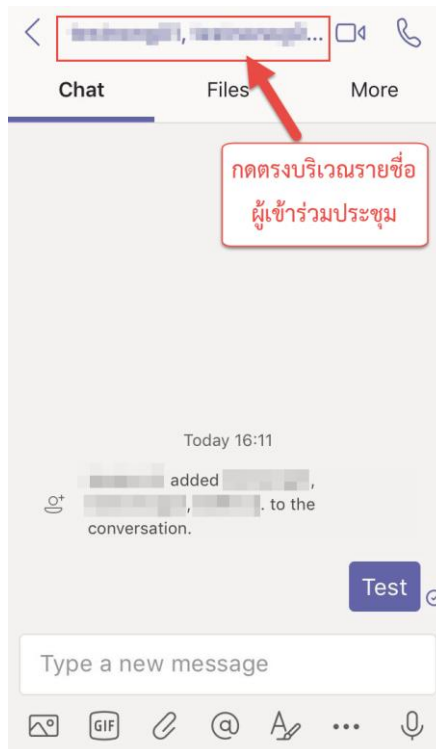 ...
Chat Files More
กดตรงบริเวณรายชื่อ
ผู้เข้าร่วมประชุม
Today 16:11
added ,
, . to the
conversation.
Test
Type a new message
GIF @ A